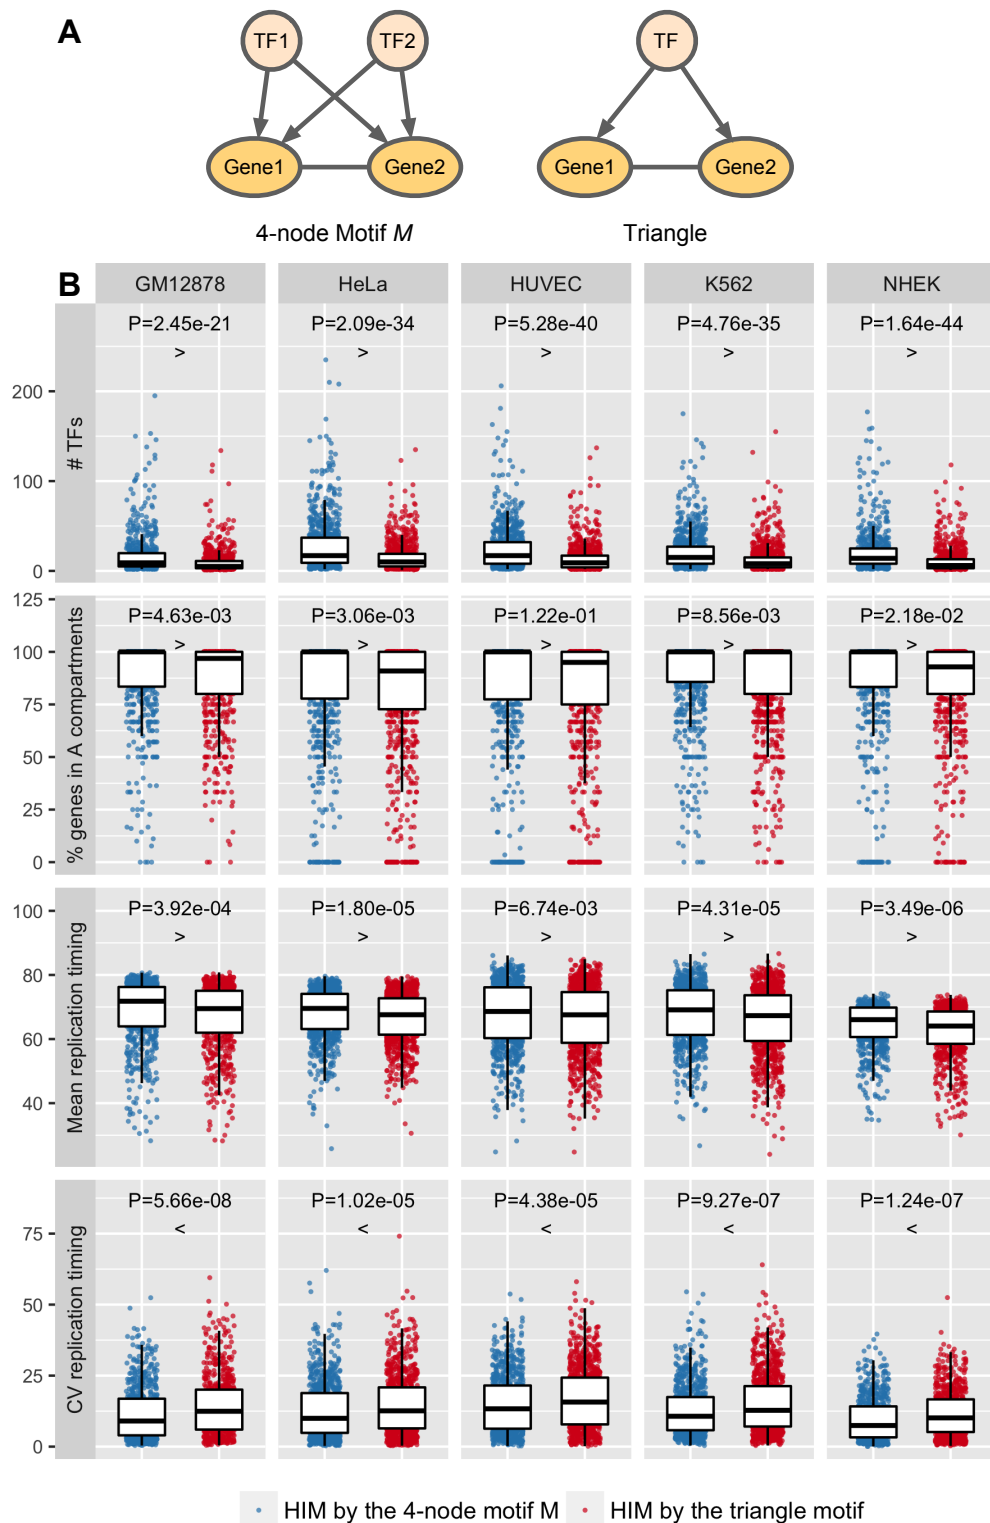 A
TF1 TF2 TF
Gene1 Gene2 Gene1 Gene2
4-node Motif M Triangle
B
GM12878 HeLa HUVEC K562 NHEK
# TFs
P=2.45e-21 P=2.09e-34 P=5.28e-40 P=4.76e-35 P=1.64e-44
> > > > >
200
100
0
% genes in A compartments
125
P=4.63e-03 P=3.06e-03 P=1.22e-01 P=8.56e-03 P=2.18e-02
> > > > >
100
75
50
25
0
Mean replication timing
100
P=3.92e-04 P=1.80e-05 P=6.74e-03 P=4.31e-05 P=3.49e-06
> > > > >
80
60
40
CV replication timing
P=5.66e-08 P=1.02e-05 P=4.38e-05 P=9.27e-07 P=1.24e-07
< < < < <
75
50
25
0
HIM by the 4-node motif M HIM by the triangle motif